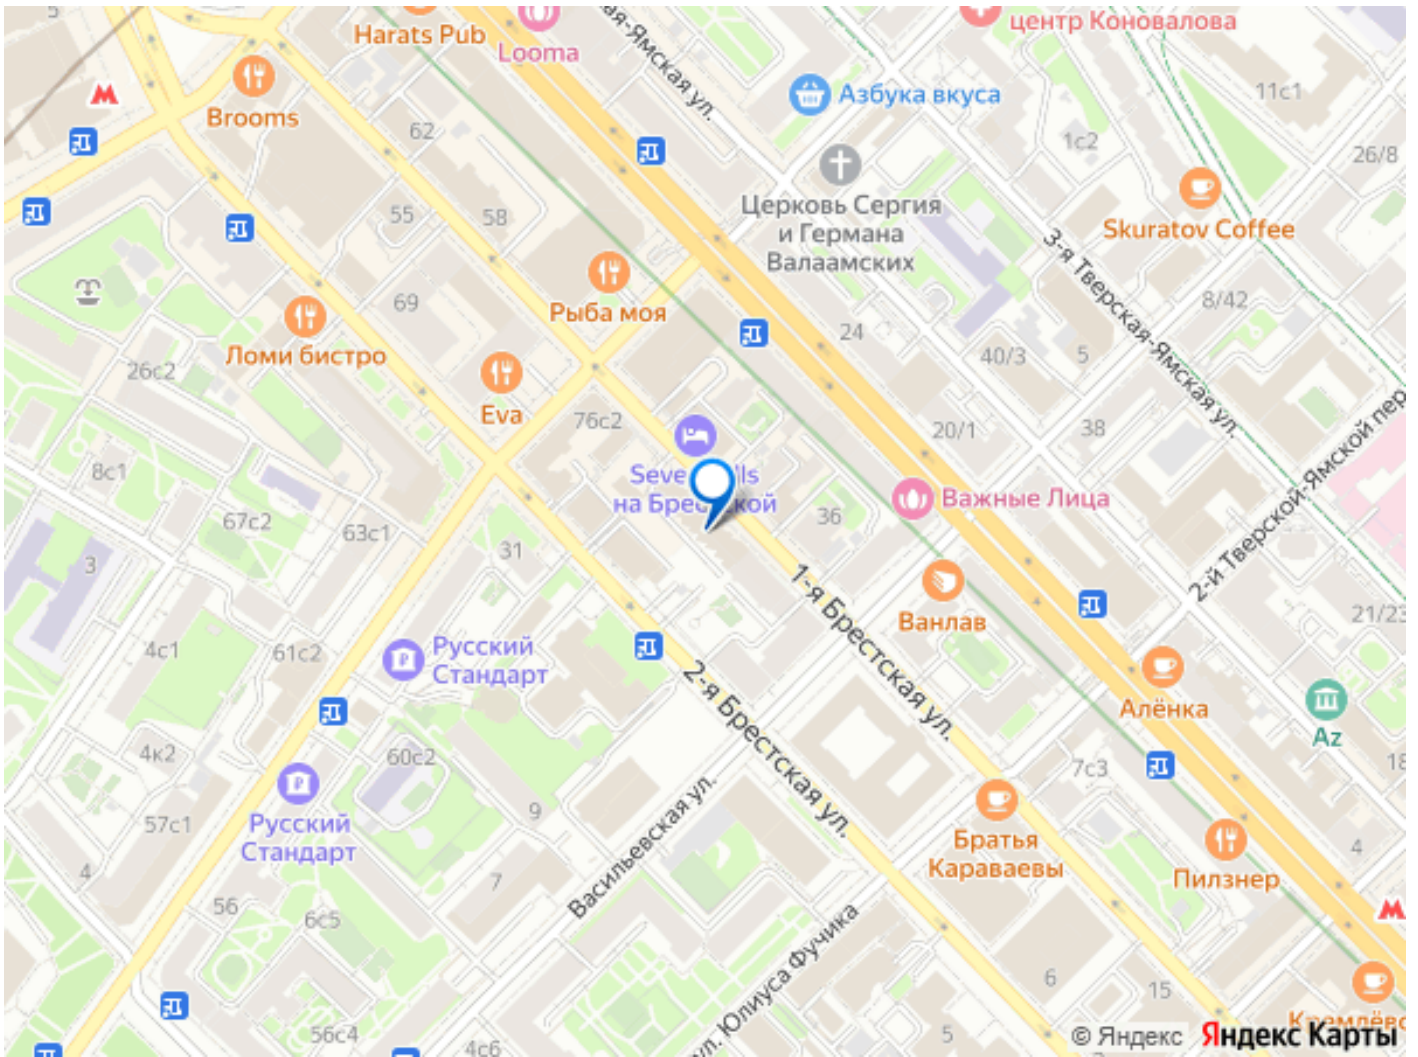 Harats Pub
Looma
центр Коновалова
-Ямская ул.
Азбука вкуса
11с1
Brooms
62
1с2
26/8
Церковь Сергия
и Германа
Валаамских
Skuratov Coffee
55
58
3-я Тверская-Ямская ул.
Рыба моя
69
8/42
24
40/3
5
Ломи бистро
26с2
Eva
76с2
20/1
38
2-й Тверской-Ямской пер
8с1
на
Важные Лица
67с2
63с1
36
31
3
1-я Брестская ул.
Ванлав
21/23
4с1
61с2
Русский
Стандарт
2-я Брестская ул.
Алёнка
Az
4к2
60с2
7с3
18
57с1
Русский
Стандарт
9
Васильевская ул.
Братья
Караваевы
Пилзнер
4
4
7
56
6с5
ул. Юлиуса Фучика
6
15
56с4
4с6
5
© Яндекс
Яндекс Карты